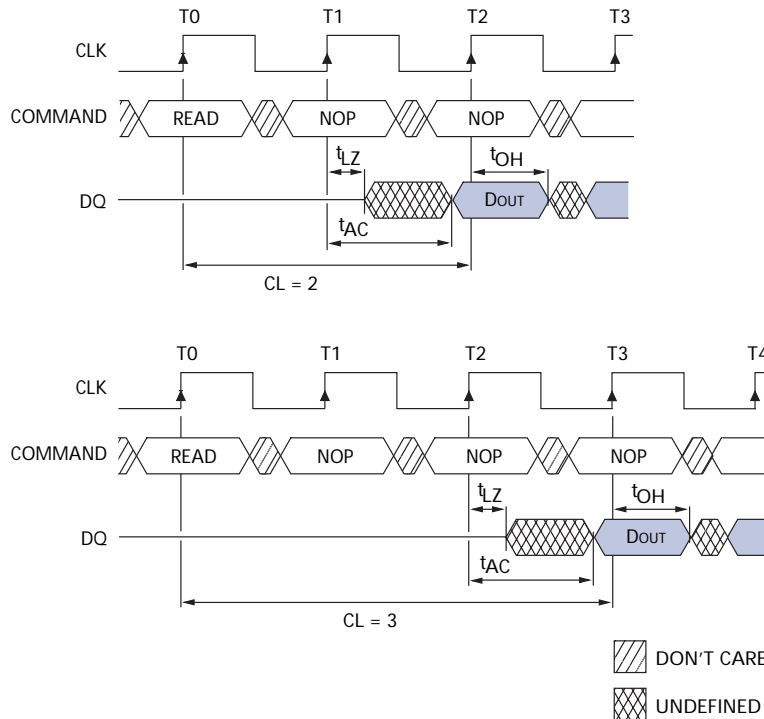 T0 T1 T2 T3
CLK
COMMAND READ NOP NOP
tLZ tOH
DQ DOUT
tAC
CL = 2
T0 T1 T2 T3 T4
CLK
COMMAND READ NOP NOP NOP
tLZ tOH
DQ DOUT
tAC
CL = 3
DON'T CARE
UNDEFINED